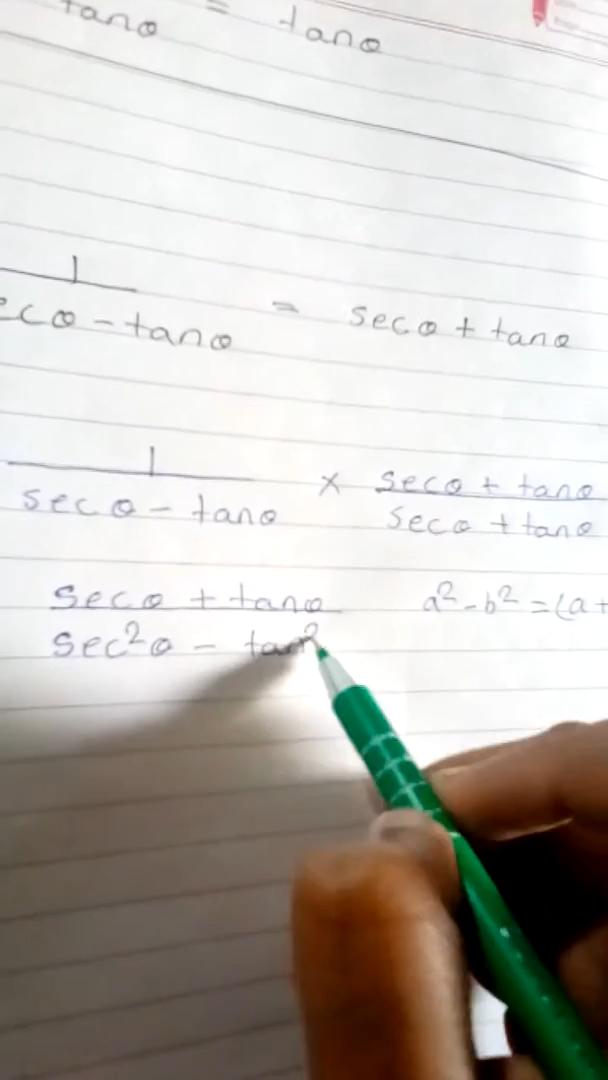 tanθ = tanθ
1
secθ - tanθ = secθ + tanθ
1 × secθ + tanθ
secθ - tanθ secθ + tanθ
secθ + tanθ a² - b² = (a +
sec²θ - tan²